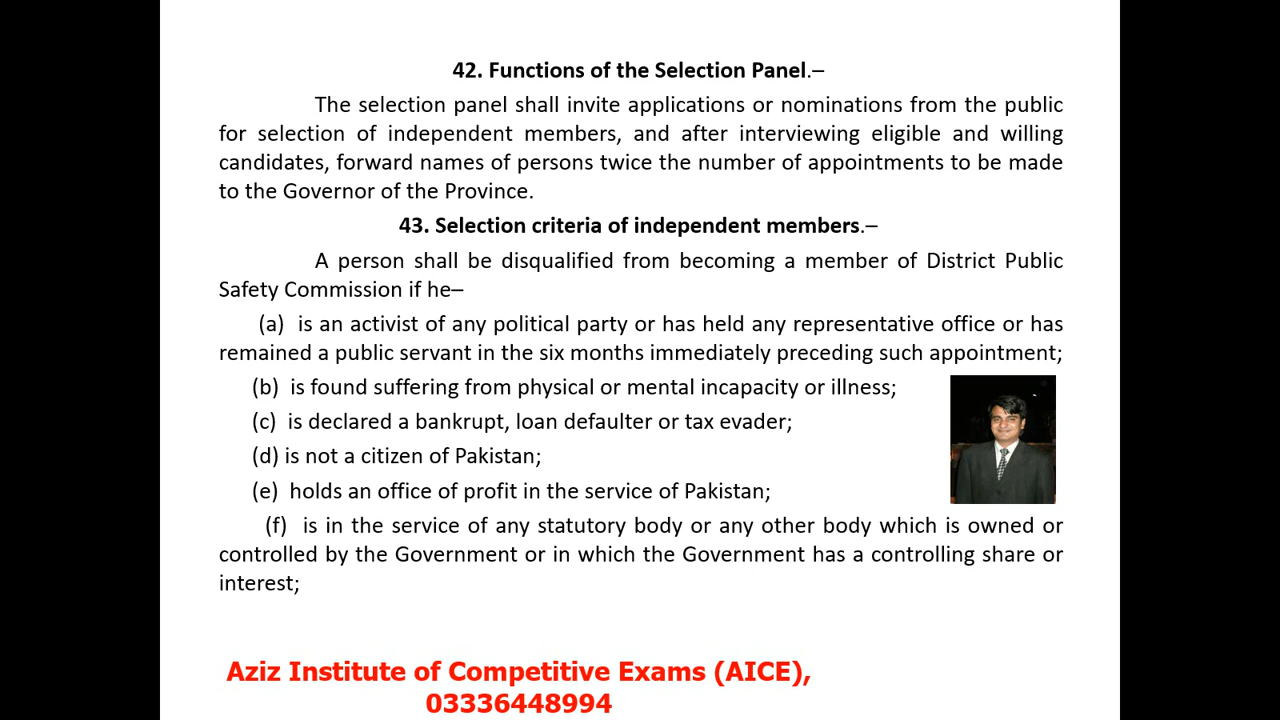 42. Functions of the Selection Panel.–
The selection panel shall invite applications or nominations from the public
for selection of independent members, and after interviewing eligible and willing
candidates, forward names of persons twice the number of appointments to be made
to the Governor of the Province.
43. Selection criteria of independent members.–
A person shall be disqualified from becoming a member of District Public
Safety Commission if he–
(a) is an activist of any political party or has held any representative office or has
remained a public servant in the six months immediately preceding such appointment;
(b) is found suffering from physical or mental incapacity or illness;
(c) is declared a bankrupt, loan defaulter or tax evader;
(d) is not a citizen of Pakistan;
(e) holds an office of profit in the service of Pakistan;
(f) is in the service of any statutory body or any other body which is owned or
controlled by the Government or in which the Government has a controlling share or
interest;
Aziz Institute of Competitive Exams (AICE),
03336448994